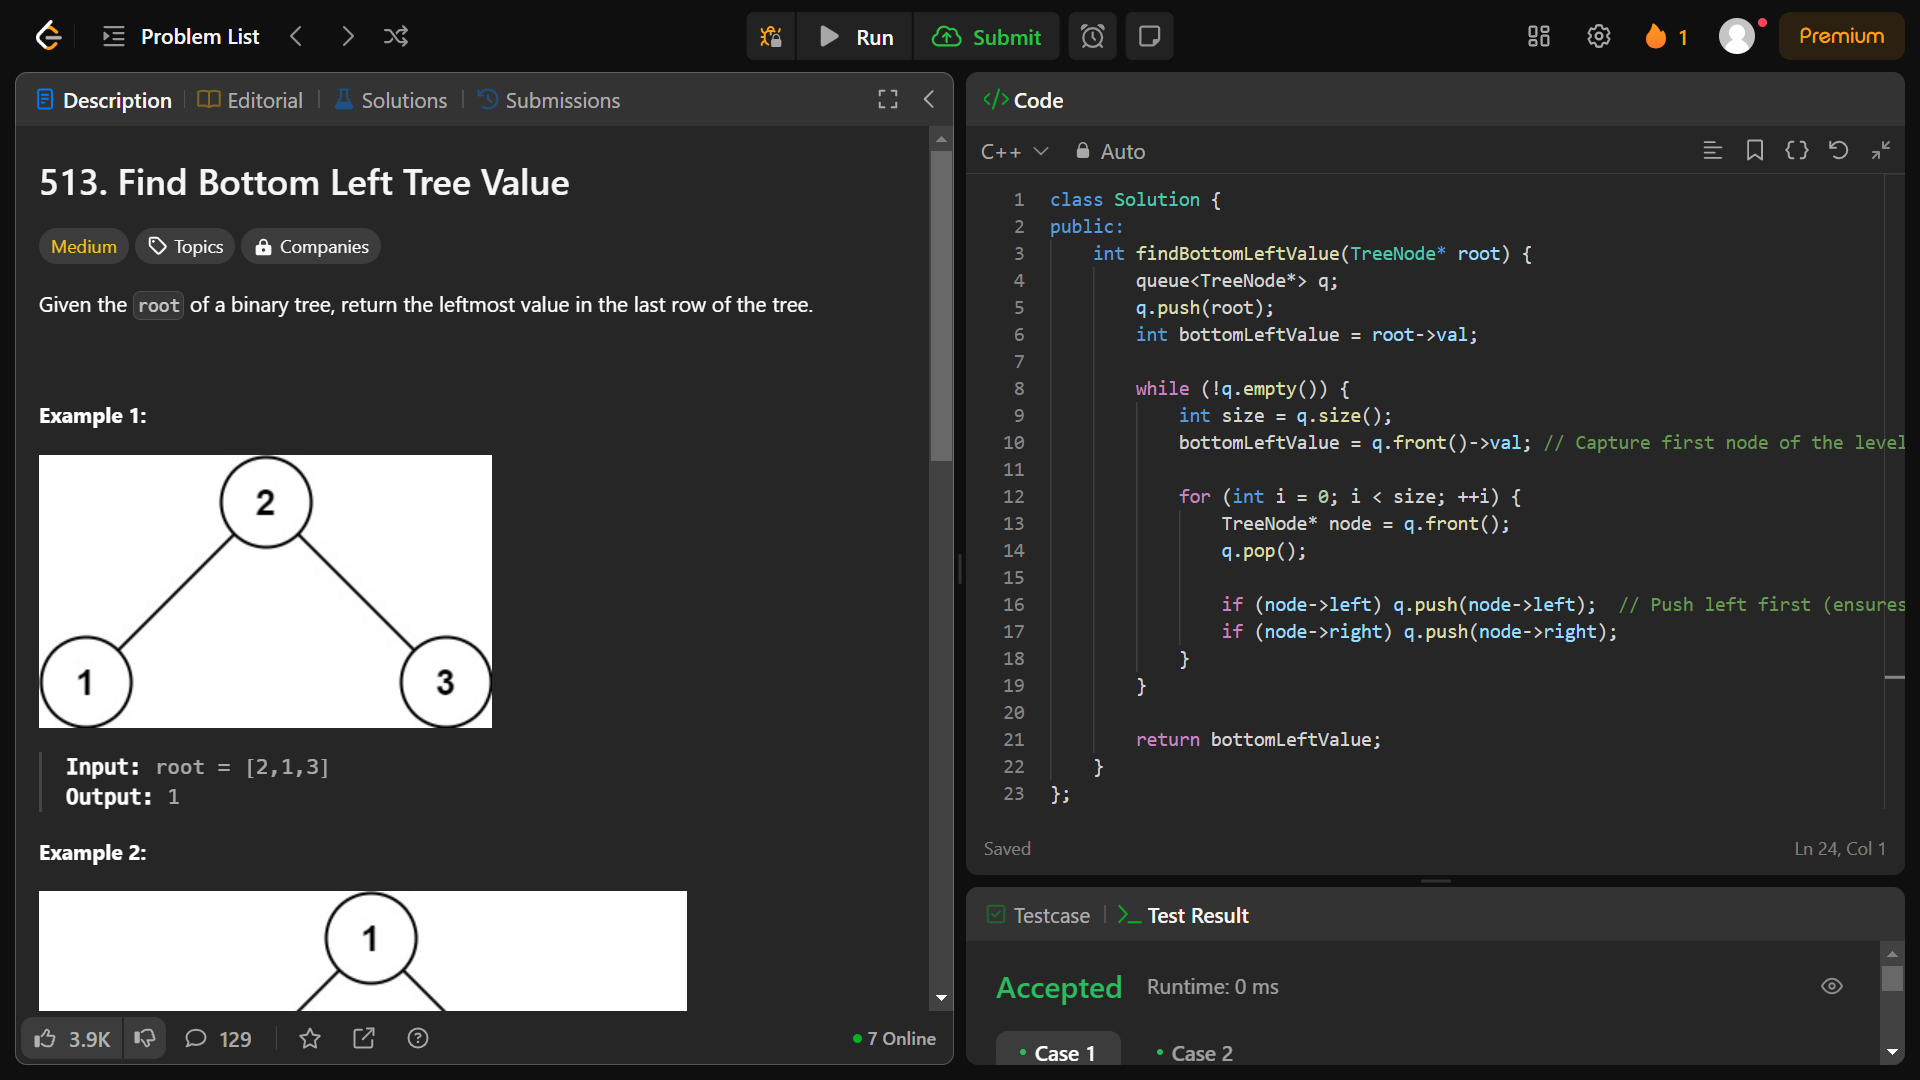 Problem List
Run
Submit
1
Premium
Description
Editorial
Solutions
Submissions
513. Find Bottom Left Tree Value
Medium
Topics
Companies
Given the root of a binary tree, return the leftmost value in the last row of the tree.
Example 1:
2
1
3
Input: root = [2,1,3]
Output: 1
Example 2:
1
3.9K
129
7 Online
</> Code
C++
Auto
1 class Solution {
2 public:
3     int findBottomLeftValue(TreeNode* root) {
4         queue<TreeNode*> q;
5         q.push(root);
6         int bottomLeftValue = root->val;
7
8         while (!q.empty()) {
9             int size = q.size();
10             bottomLeftValue = q.front()->val; // Capture first node of the level
11
12             for (int i = 0; i < size; ++i) {
13                 TreeNode* node = q.front();
14                 q.pop();
15
16                 if (node->left) q.push(node->left);  // Push left first (ensures
17                 if (node->right) q.push(node->right);
18             }
19         }
20
21         return bottomLeftValue;
22     }
23 };
Saved
Ln 24, Col 1
Testcase
Test Result
Accepted
Runtime: 0 ms
Case 1
Case 2